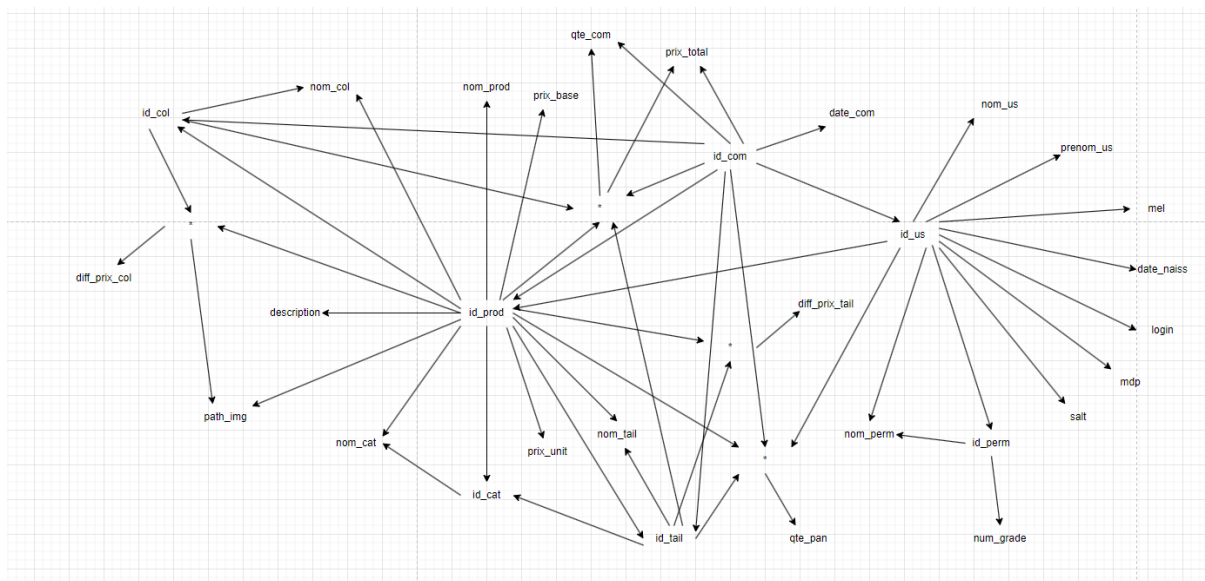 qte_com
prix_total
nom_col
nom_prod
prix_base
id_col
date_com
nom_us
id_com
prenom_us
*
mel
*
id_us
diff_prix_col
date_naiss
diff_prix_tail
description
id_prod
login
*
mdp
path_img
salt
nom_cat
prix_unit
nom_tail
nom_perm
id_perm
*
id_cat
id_tail
qte_pan
num_grade